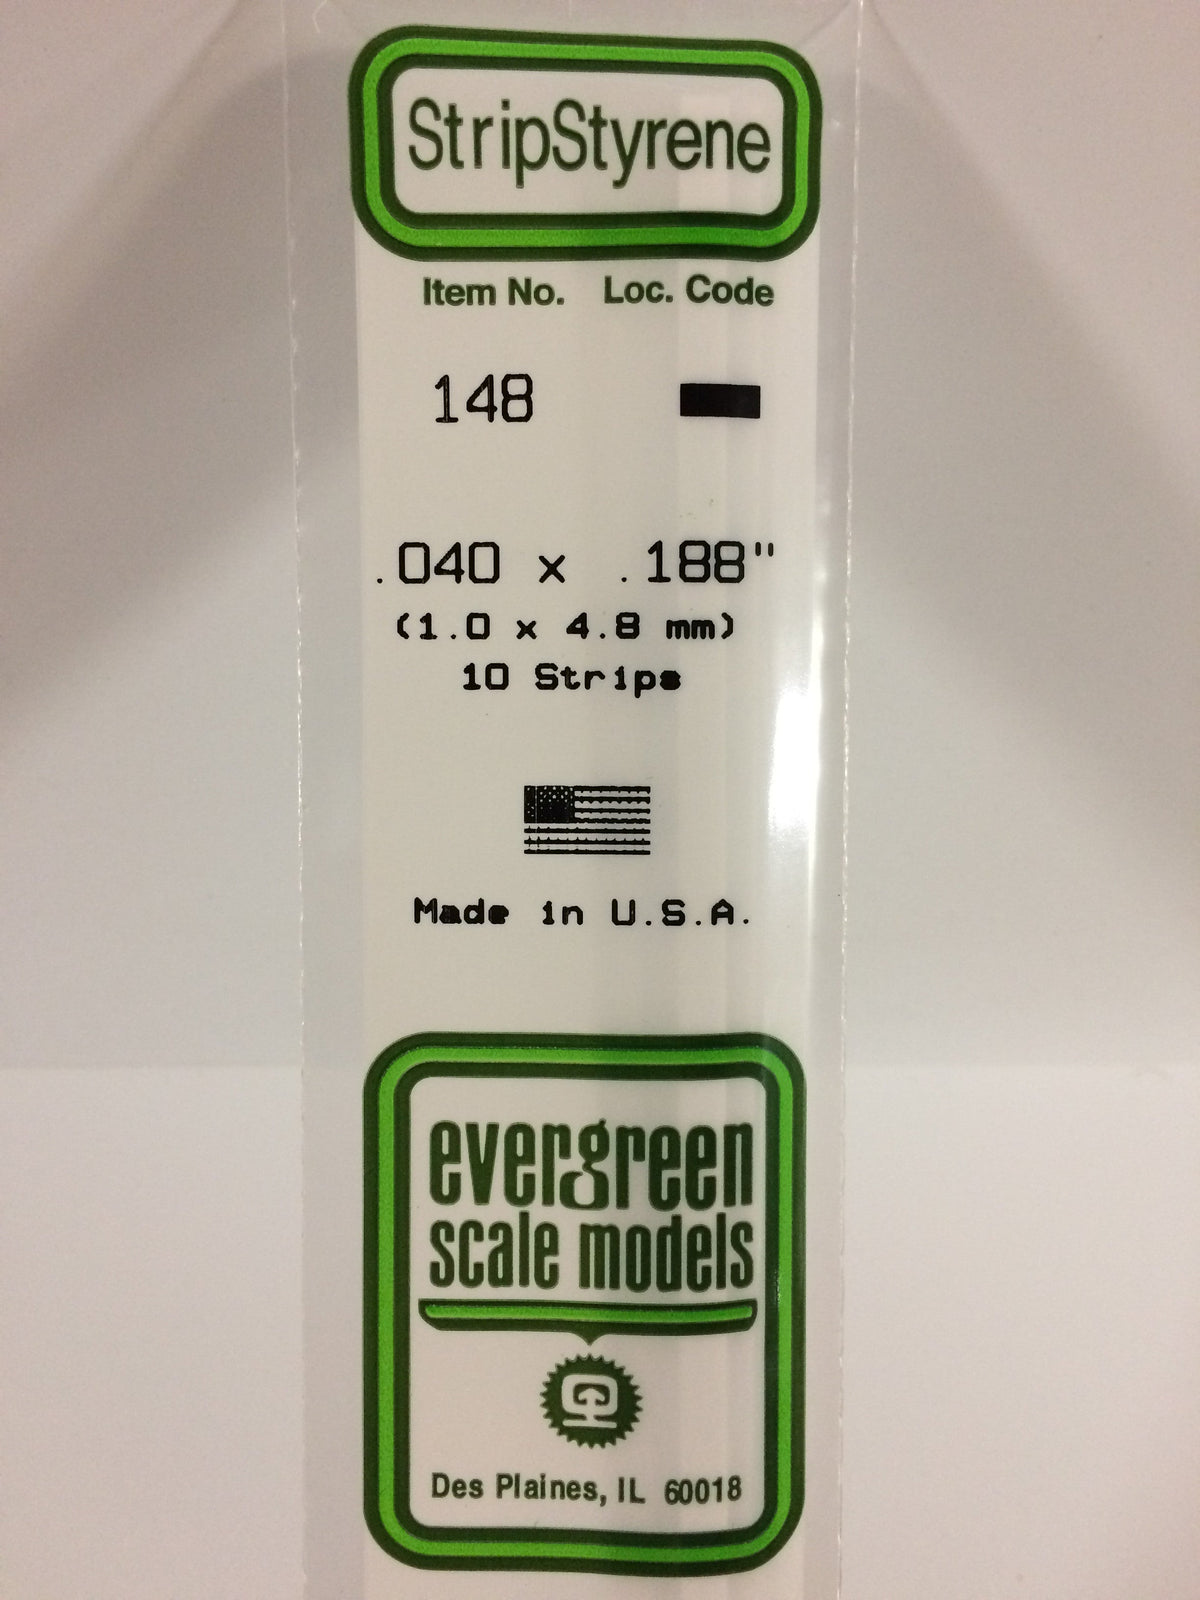 StripStyrene
Item No. Loc. Code
148
.040 x .188"
(1.0 x 4.8 mm)
10 Strips
Made in U.S.A.
evergreen
scale models
Des Plaines, IL 60018